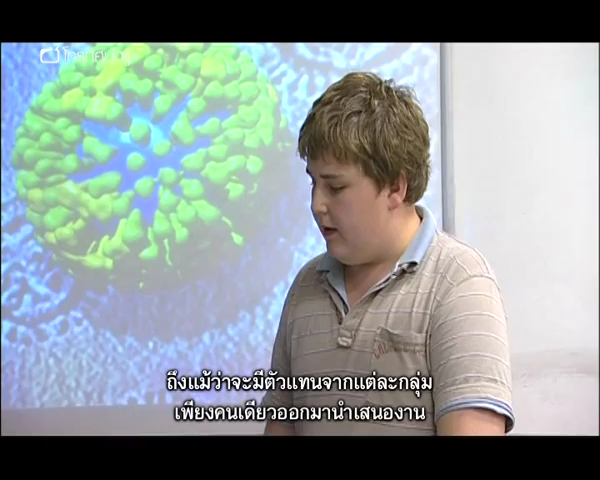 ถึงแม้ว่าจะมีตัวแทนจากแต่ละกลุ่ม
เพียงคนเดียวออกมานำเสนองาน